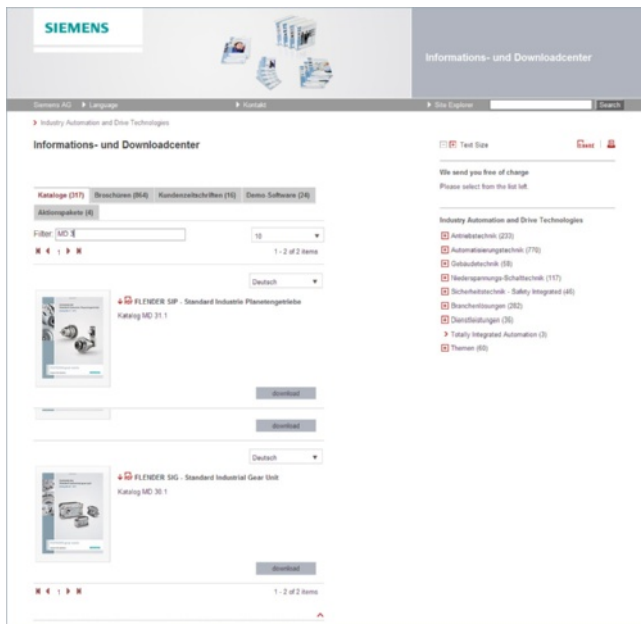 SIEMENS
Informations- und Downloadcenter
Siemens AG Language Kontakt Site Explorer Search
Industry Automation and Drive Technologies
Informations- und Downloadcenter
Text Size
We send you free of charge
Please select from the list left.
Kataloge (317) Broschüren (864) Kundenzeitschriften (16) Demo Software (24)
Aktionspakete (4)
Filter: MD 3 10
1 1 - 2 of 2 items
Industry Automation and Drive Technologies
Antriebstechnik (233)
Automatisierungstechnik (770)
Gebäudetechnik (58)
Niederspannungs-Schalttechnik (117)
Sicherheitstechnik - Safety Integrated (46)
Branchenlösungen (282)
Dienstleistungen (35)
Totally Integrated Automation (3)
Themen (60)
Deutsch
FLENDER SIP - Standard Industrie Planetengetriebe
Katalog MD 31.1
download
download
Deutsch
FLENDER SIG - Standard Industrial Gear Unit
Katalog MD 30.1
download
1 1 - 2 of 2 items